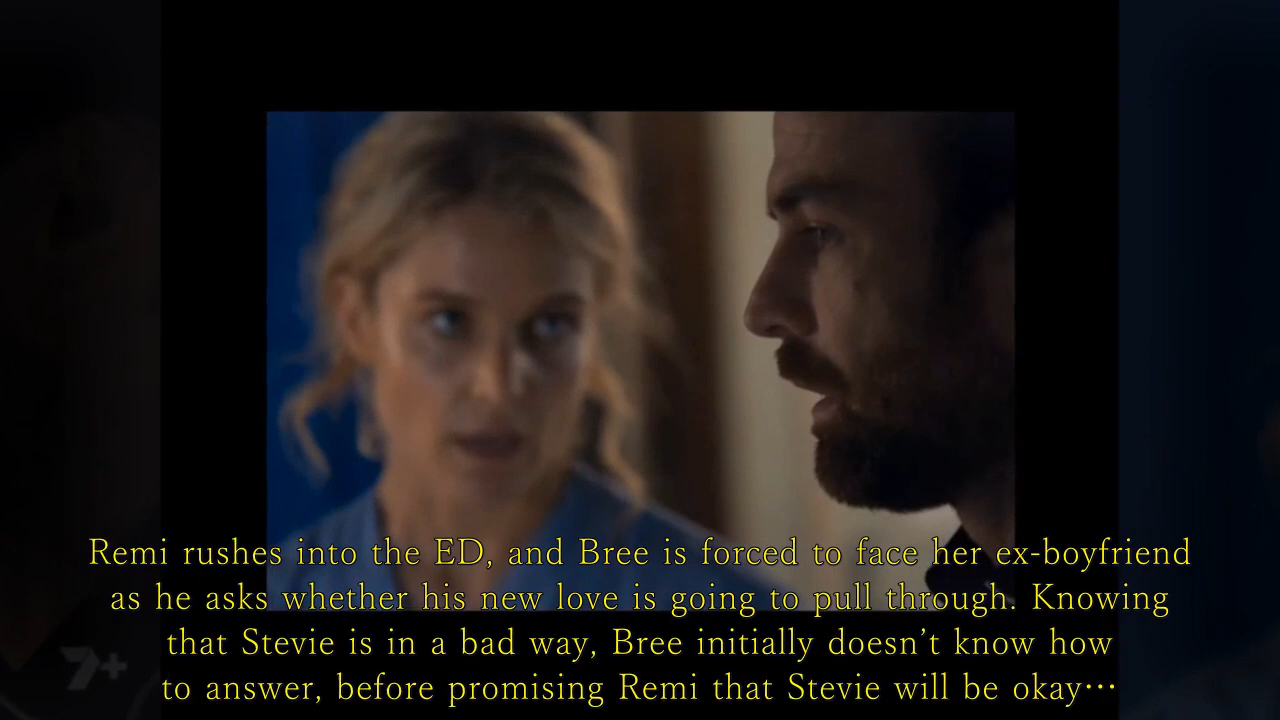 Remi rushes into the ED, and Bree is forced to face her ex-boyfriend
as he asks whether his new love is going to pull through. Knowing
that Stevie is in a bad way, Bree initially doesn’t know how
to answer, before promising Remi that Stevie will be okay…
7+